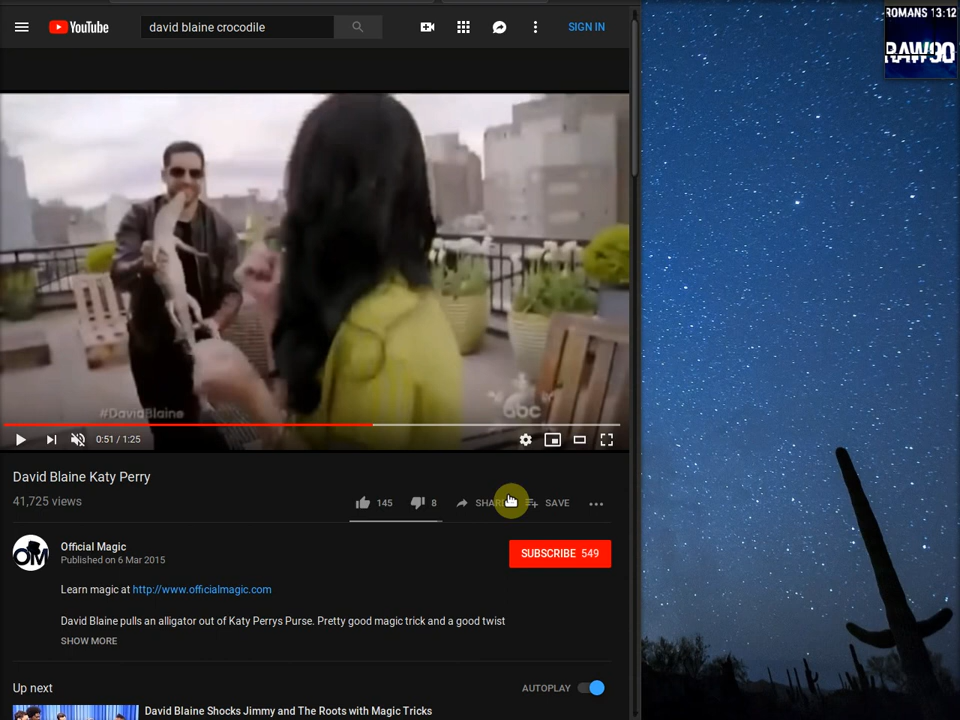 YouTube
david blaine crocodile
SIGN IN
ROMANS 13:12
RAW90
#DavidBlaine
abc
0:51 / 1:25
David Blaine Katy Perry
41,725 views
145
8
SHARE
SAVE
OM
Official Magic
Published on 6 Mar 2015
SUBSCRIBE 549
Learn magic at http://www.officialmagic.com
David Blaine pulls an alligator out of Katy Perrys Purse. Pretty good magic trick and a good twist
SHOW MORE
Up next
AUTOPLAY
David Blaine Shocks Jimmy and The Roots with Magic Tricks